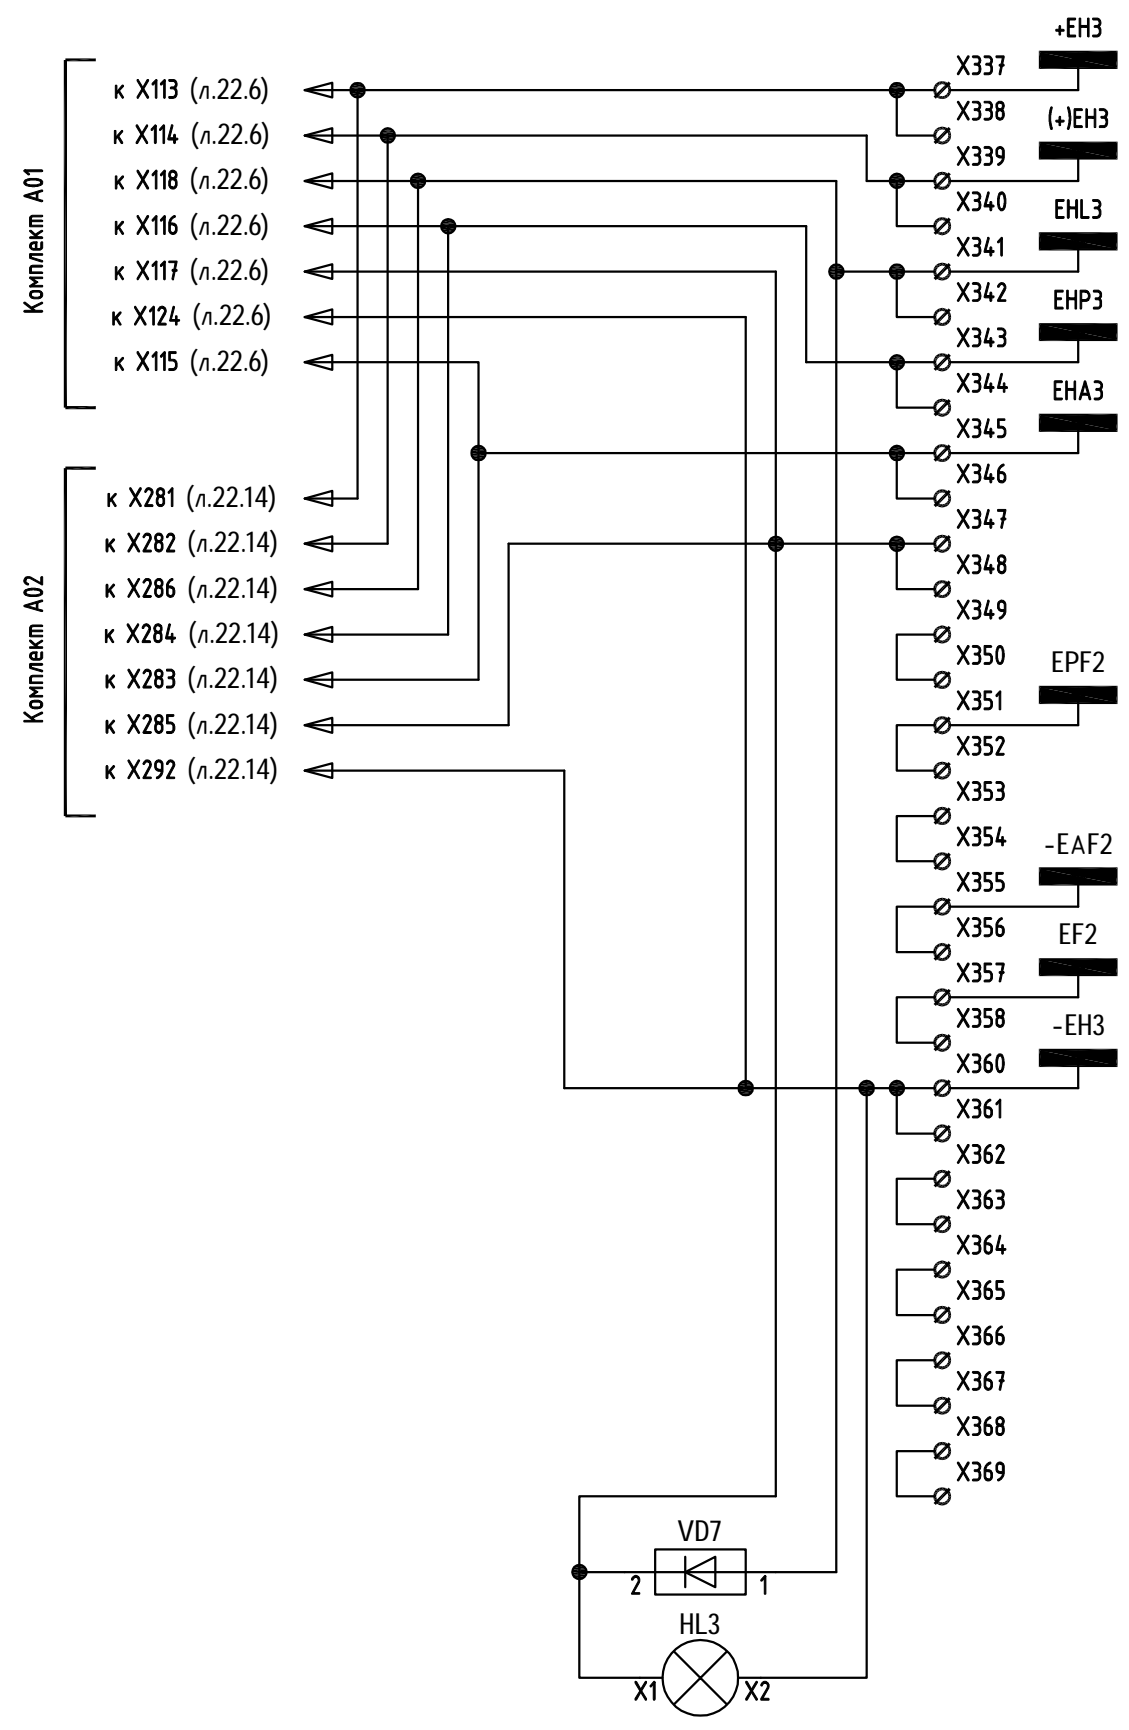 Комплект А01
к X113 (л.22.6)
к X114 (л.22.6)
к X118 (л.22.6)
к X116 (л.22.6)
к X117 (л.22.6)
к X124 (л.22.6)
к X115 (л.22.6)
Комплект А02
к X281 (л.22.14)
к X282 (л.22.14)
к X286 (л.22.14)
к X284 (л.22.14)
к X283 (л.22.14)
к X285 (л.22.14)
к X292 (л.22.14)
+EH3
X337
X338
(+)EH3
X339
X340
EHL3
X341
X342
EHP3
X343
X344
EHA3
X345
X346
X347
X348
X349
X350
EPF2
X351
X352
X353
X354
-EAF2
X355
X356
EF2
X357
X358
-EH3
X360
X361
X362
X363
X364
X365
X366
X367
X368
X369
VD7
2 1
HL3
X1 X2